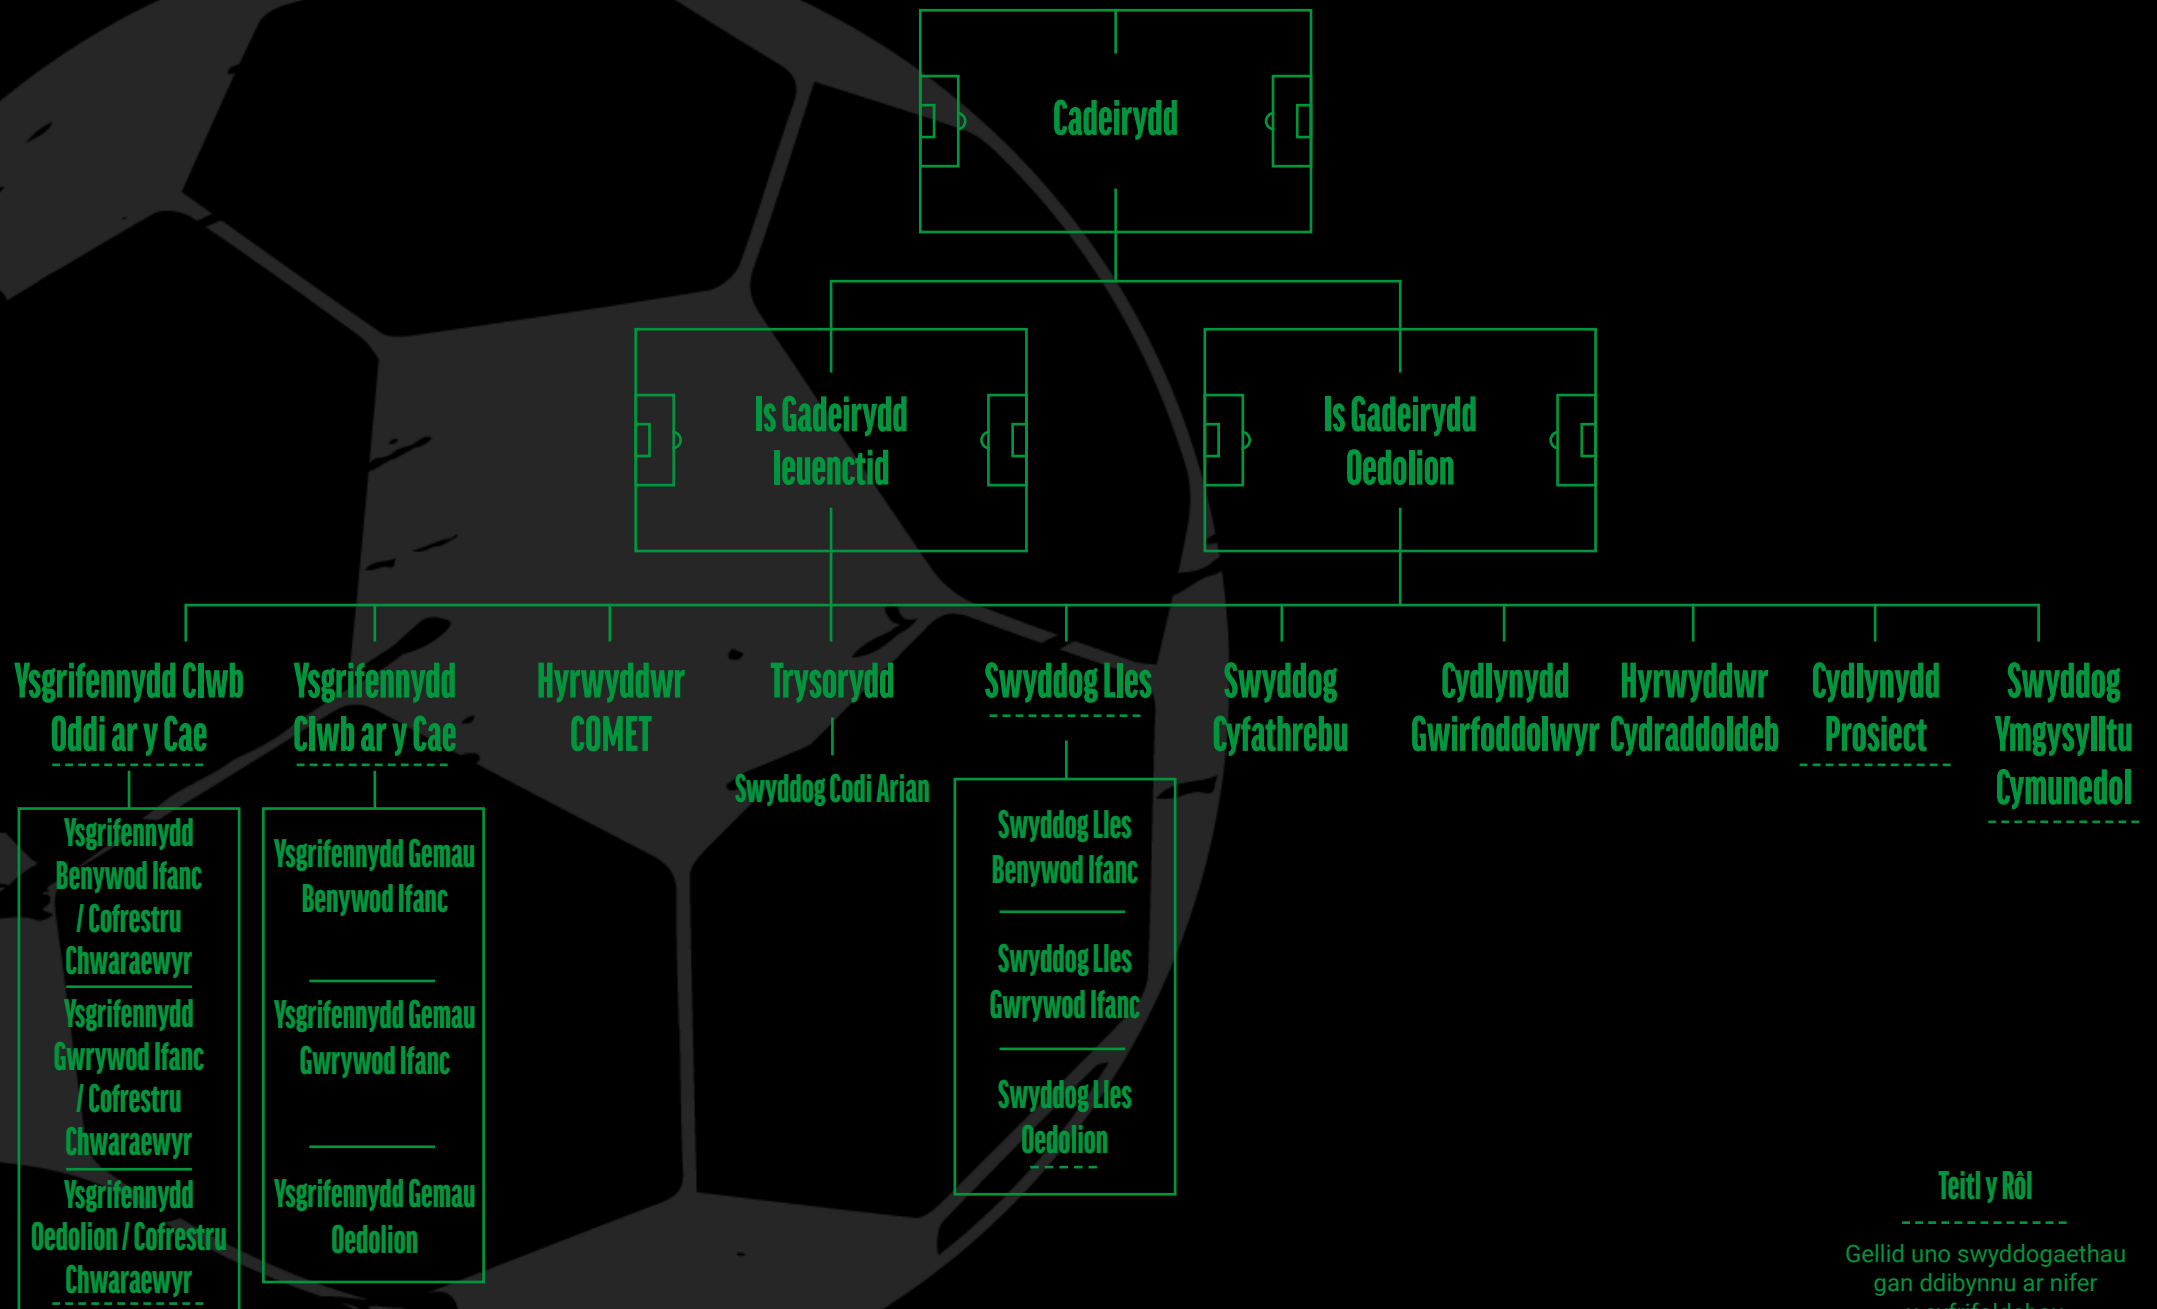 Cadeirydd
Is Gadeirydd
Ieuenctid
Is Gadeirydd
Oedolion
Ysgrifennydd Clwb
Oddi ar y Cae
Ysgrifennydd
Clwb ar y Cae
Hyrwyddwr
COMET
Trysorydd
Swyddog Codi Arian
Swyddog Lles
Swyddog
Cyfathrebu
Cydlynydd
Gwirfoddolwyr
Hyrwyddwr
Cydraddoldeb
Cydlynydd
Prosiect
Swyddog
Ymgysylltu
Cymunedol
Ysgrifennydd
Benywod Ifanc
/ Cofrestru
Chwaraewyr
Ysgrifennydd
Gwrywod Ifanc
/ Cofrestru
Chwaraewyr
Ysgrifennydd
Oedolion / Cofrestru
Chwaraewyr
Ysgrifennydd Gemau
Benywod Ifanc
Ysgrifennydd Gemau
Gwrywod Ifanc
Ysgrifennydd Gemau
Oedolion
Swyddog Lles
Benywod Ifanc
Swyddog Lles
Gwrywod Ifanc
Swyddog Lles
Oedolion
Teitl y Rôl
Gellid uno swyddogaethau
gan ddibynnu ar nifer